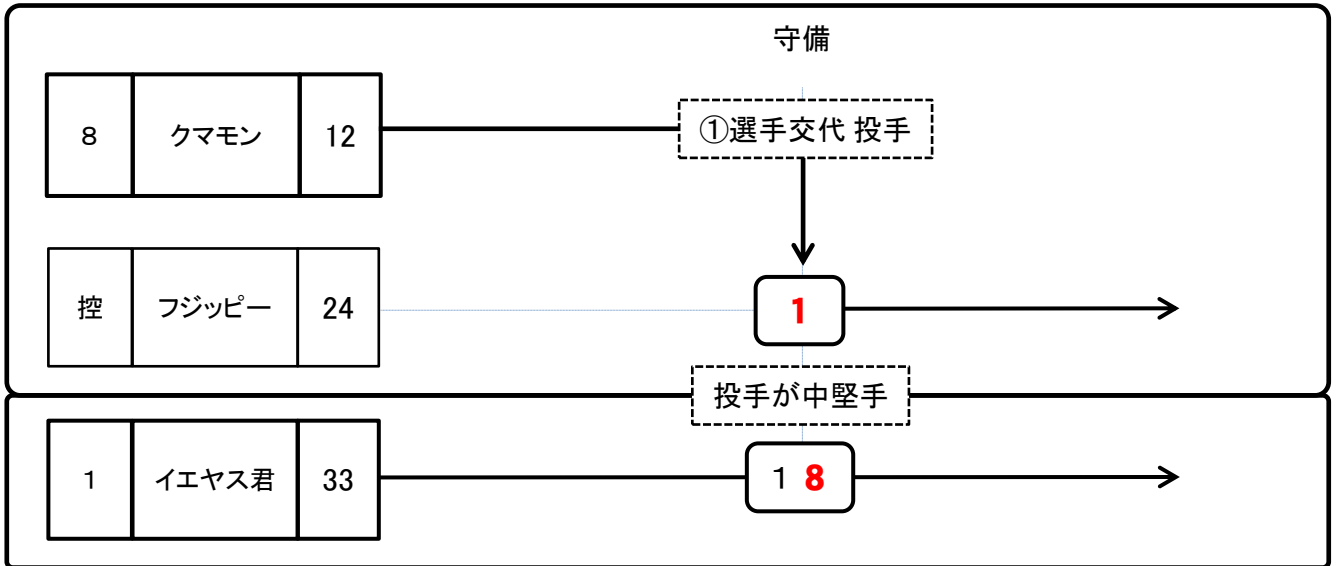 守備
８ クマモン 12
①選手交代 投手
控 フジッピー 24
1
投手が中堅手
1 イエヤス君 33
1 8